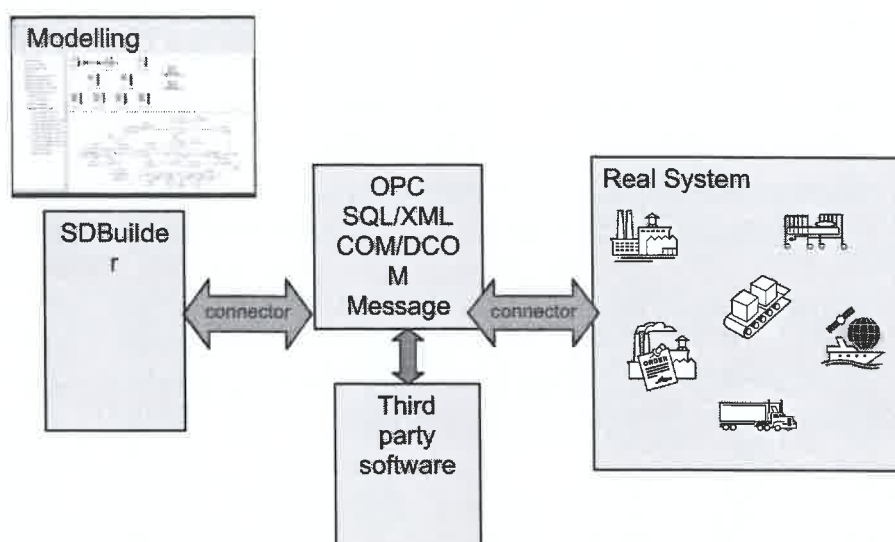 Modelling
SDBuilde
r
connector
OPC
SQL/XML
COM/DCO
M
Message
connector
Third
party
software
Real System
ORDER